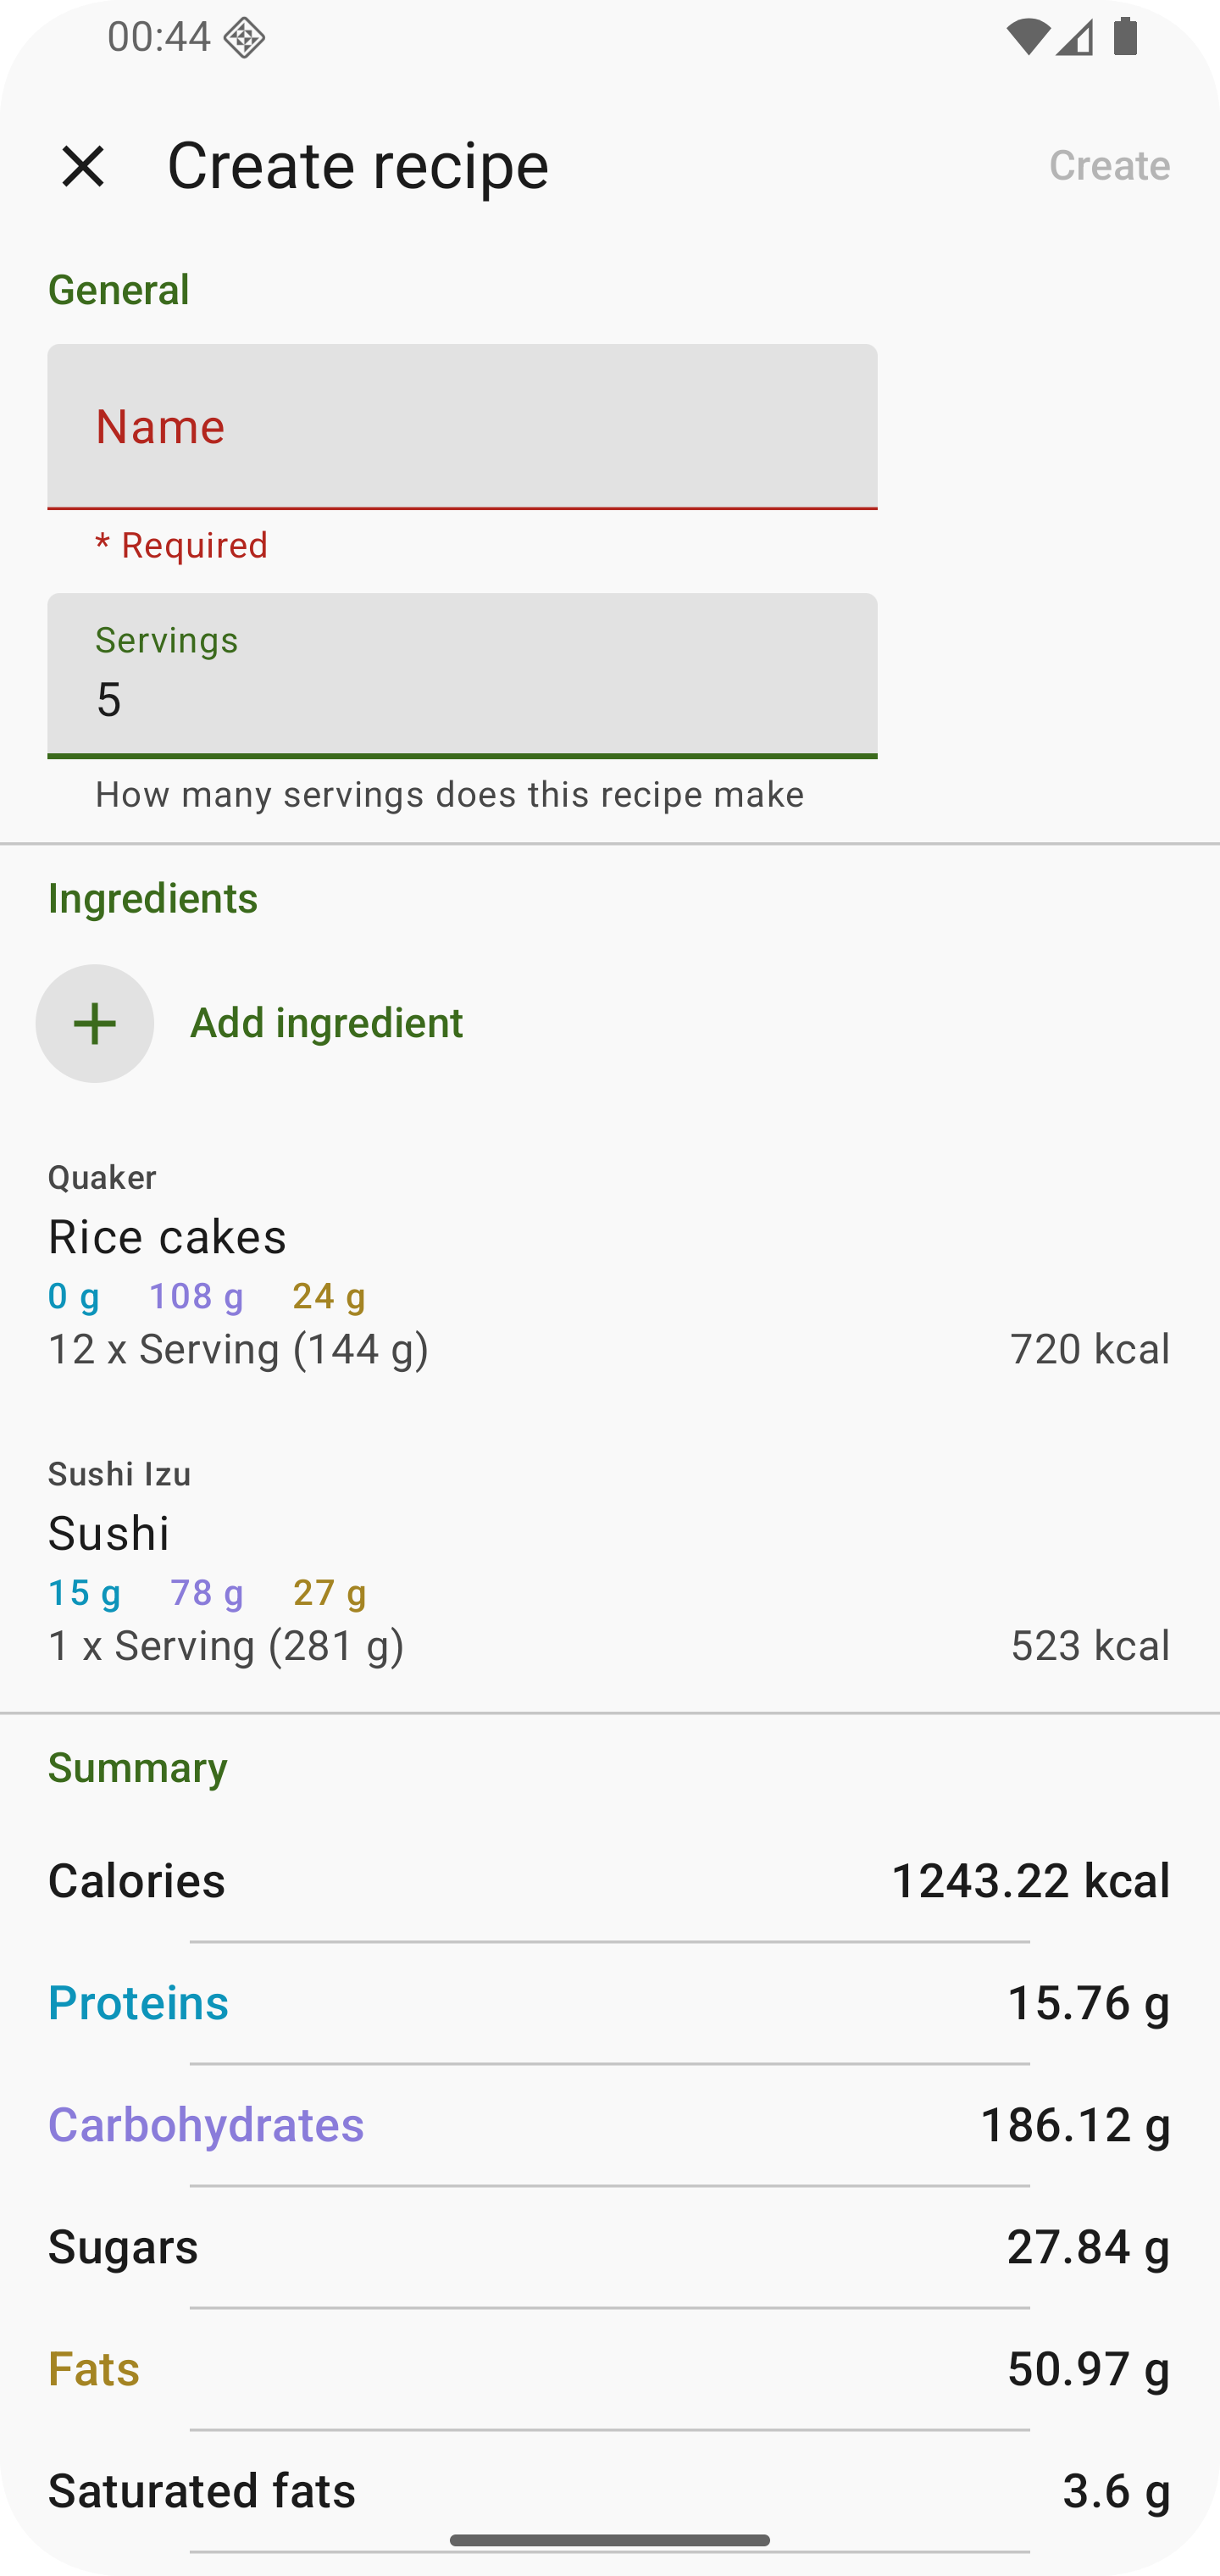 00:44
Create recipe
Create
General
Name
* Required
Servings
5
How many servings does this recipe make
Ingredients
Add ingredient
Quaker
Rice cakes
0 g 108 g 24 g
12 x Serving (144 g) 720 kcal
Sushi Izu
Sushi
15 g 78 g 27 g
1 x Serving (281 g) 523 kcal
Summary
Calories 1243.22 kcal
Proteins 15.76 g
Carbohydrates 186.12 g
Sugars 27.84 g
Fats 50.97 g
Saturated fats 3.6 g